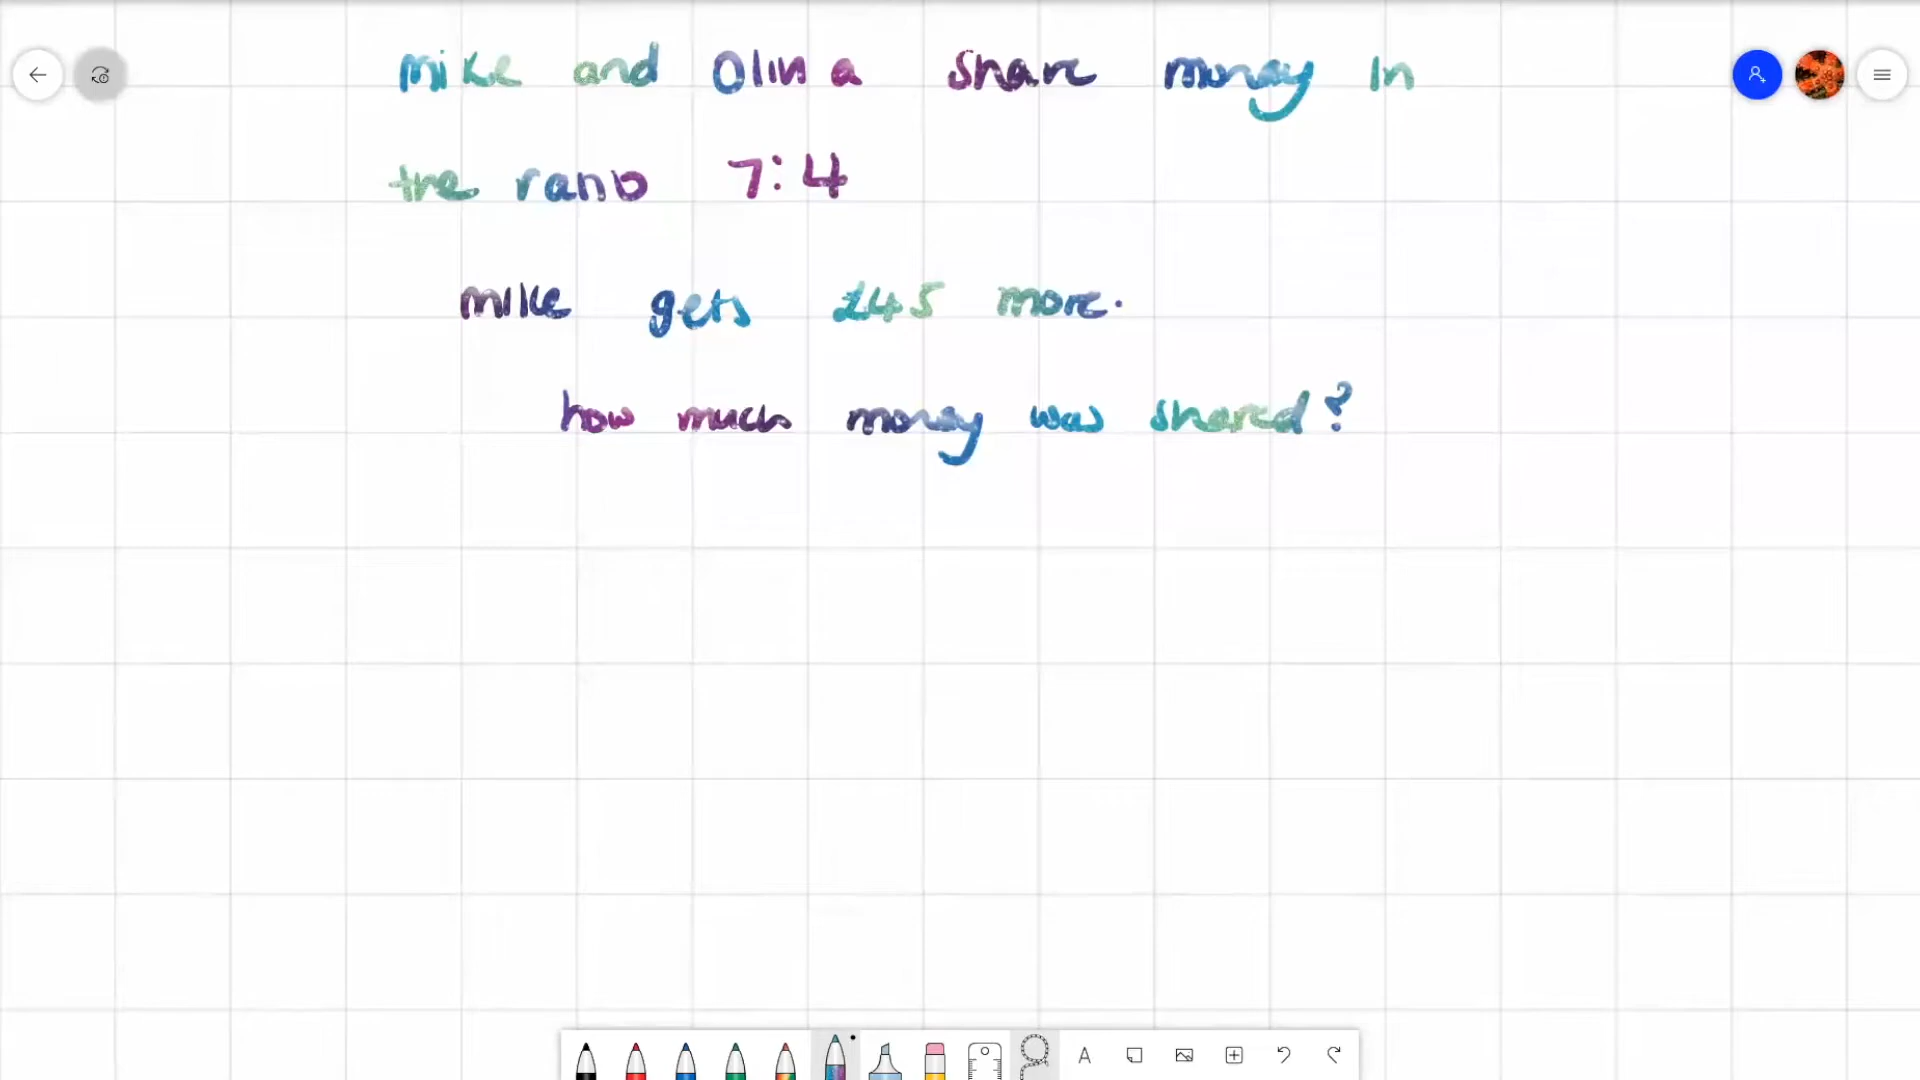 Mike and Olivia share money in
the ratio 7:4
Mike gets £45 more.
how much money was shared?
A